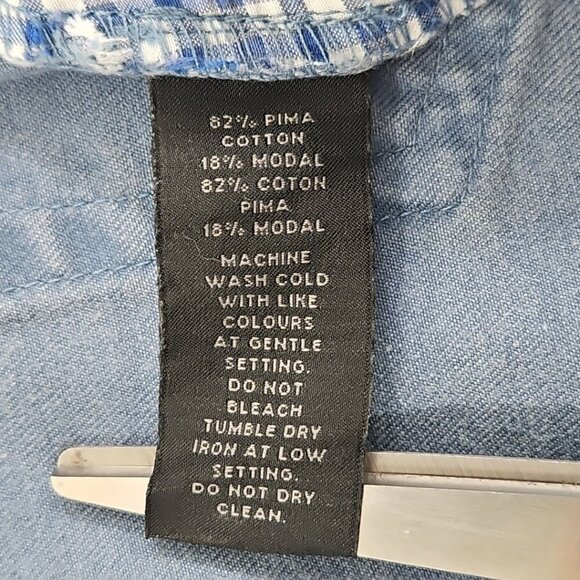 82% PIMA
COTTON
18% MODAL
82% COTON
PIMA
18% MODAL
MACHINE
WASH COLD
WITH LIKE
COLOURS
AT GENTLE
SETTING.
DO NOT
BLEACH
TUMBLE DRY
IRON AT LOW
SETTING.
DO NOT DRY
CLEAN.